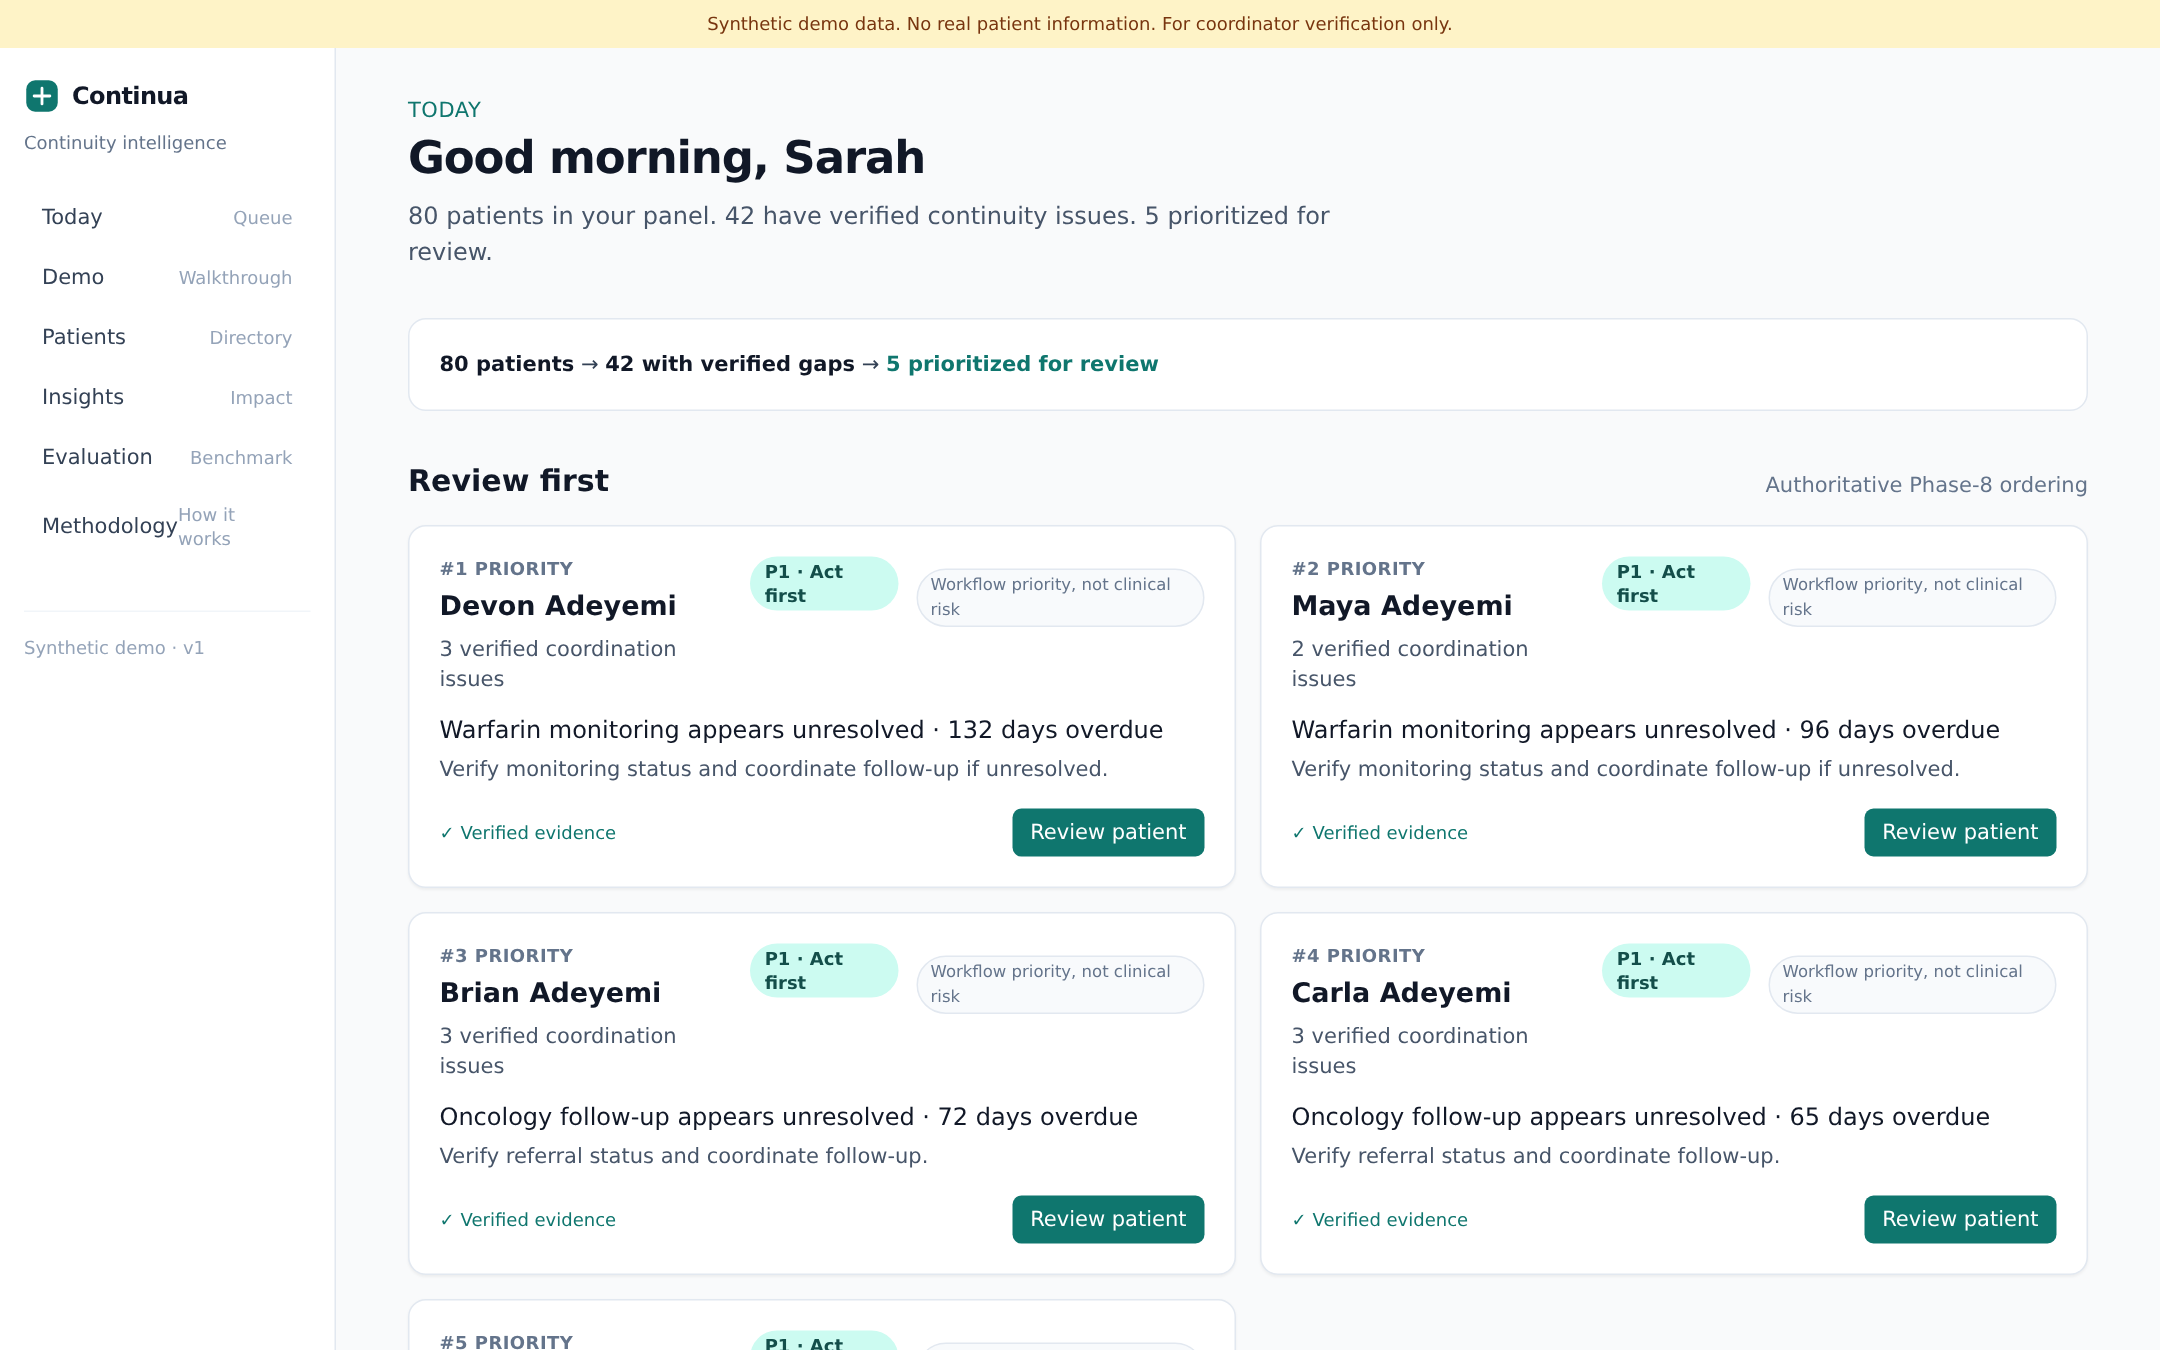 Synthetic demo data. No real patient information. For coordinator verification only.
Continua
Continuity intelligence
Today Queue
Demo Walkthrough
Patients Directory
Insights Impact
Evaluation Benchmark
Methodology How it
works
Synthetic demo · v1
TODAY
Good morning, Sarah
80 patients in your panel. 42 have verified continuity issues. 5 prioritized for
review.
80 patients → 42 with verified gaps → 5 prioritized for review
Review first
Authoritative Phase-8 ordering
#1 PRIORITY
Devon Adeyemi
3 verified coordination
issues
P1 · Act
first
Workflow priority, not clinical
risk
Warfarin monitoring appears unresolved · 132 days overdue
Verify monitoring status and coordinate follow-up if unresolved.
✓ Verified evidence
Review patient
#2 PRIORITY
Maya Adeyemi
2 verified coordination
issues
P1 · Act
first
Workflow priority, not clinical
risk
Warfarin monitoring appears unresolved · 96 days overdue
Verify monitoring status and coordinate follow-up if unresolved.
✓ Verified evidence
Review patient
#3 PRIORITY
Brian Adeyemi
3 verified coordination
issues
P1 · Act
first
Workflow priority, not clinical
risk
Oncology follow-up appears unresolved · 72 days overdue
Verify referral status and coordinate follow-up.
✓ Verified evidence
Review patient
#4 PRIORITY
Carla Adeyemi
3 verified coordination
issues
P1 · Act
first
Workflow priority, not clinical
risk
Oncology follow-up appears unresolved · 65 days overdue
Verify referral status and coordinate follow-up.
✓ Verified evidence
Review patient
#5 PRIORITY
P1 · Act